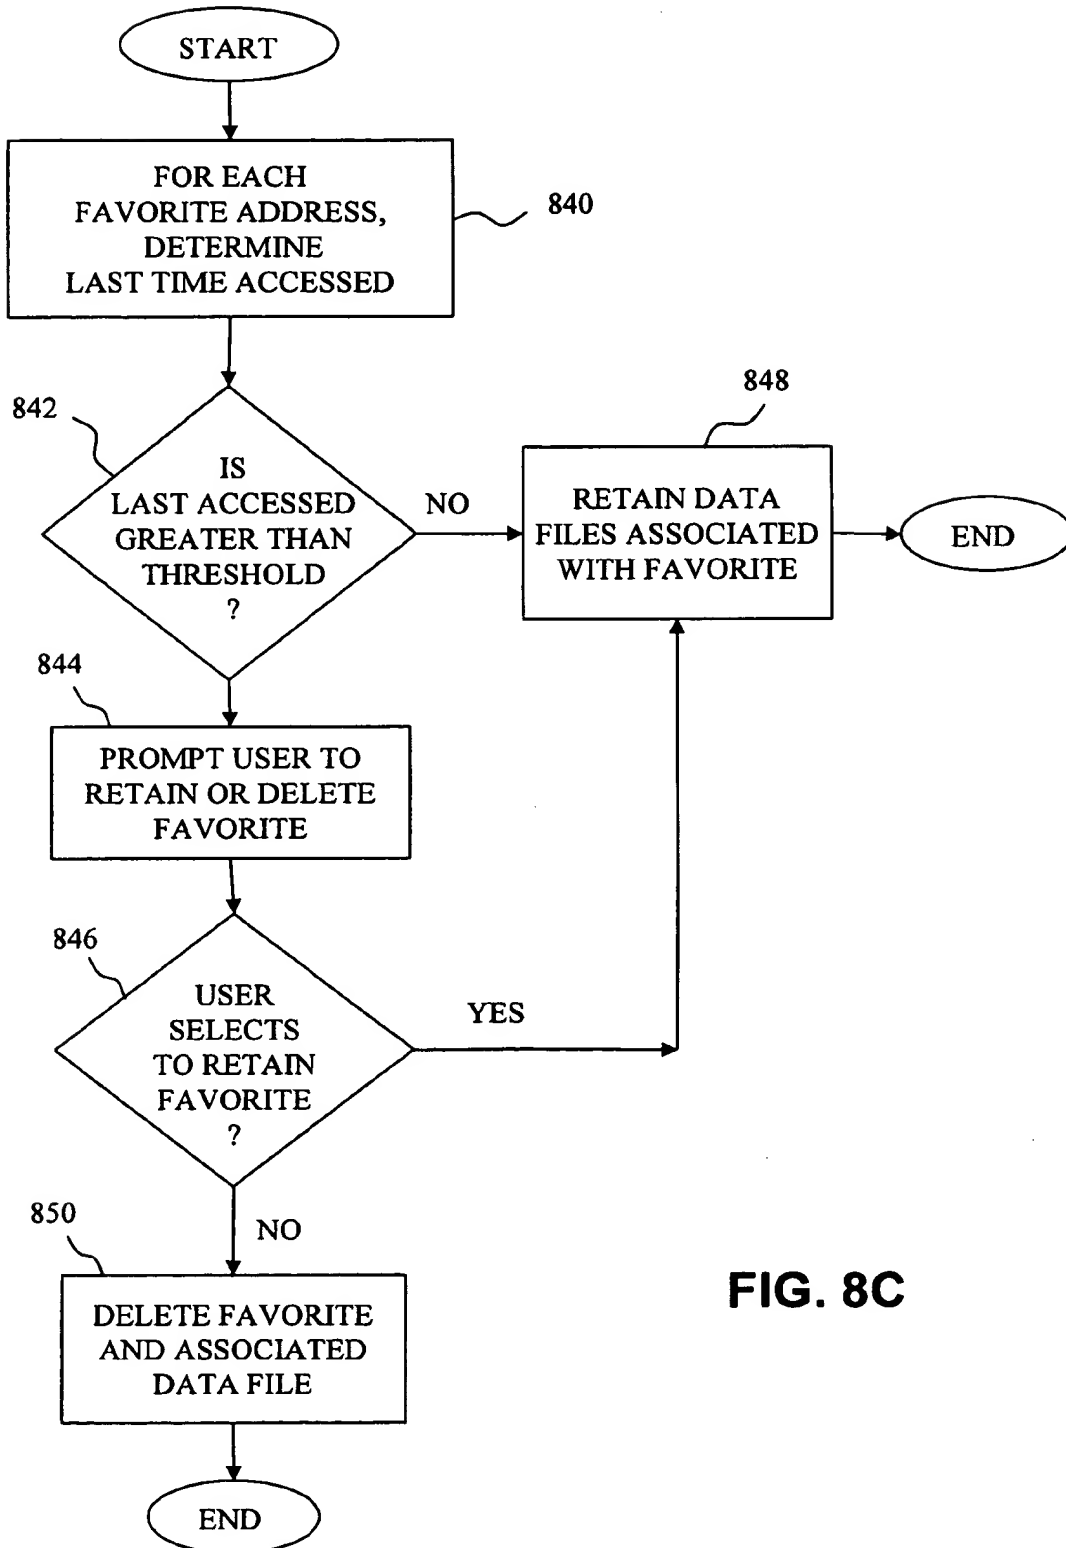 START
FOR EACH
FAVORITE ADDRESS,
DETERMINE
LAST TIME ACCESSED
840
842
IS
LAST ACCESSED
GREATER THAN
THRESHOLD
?
NO
848
RETAIN DATA
FILES ASSOCIATED
WITH FAVORITE
END
844
PROMPT USER TO
RETAIN OR DELETE
FAVORITE
846
USER
SELECTS
TO RETAIN
FAVORITE
?
YES
NO
850
DELETE FAVORITE
AND ASSOCIATED
DATA FILE
END
FIG. 8C